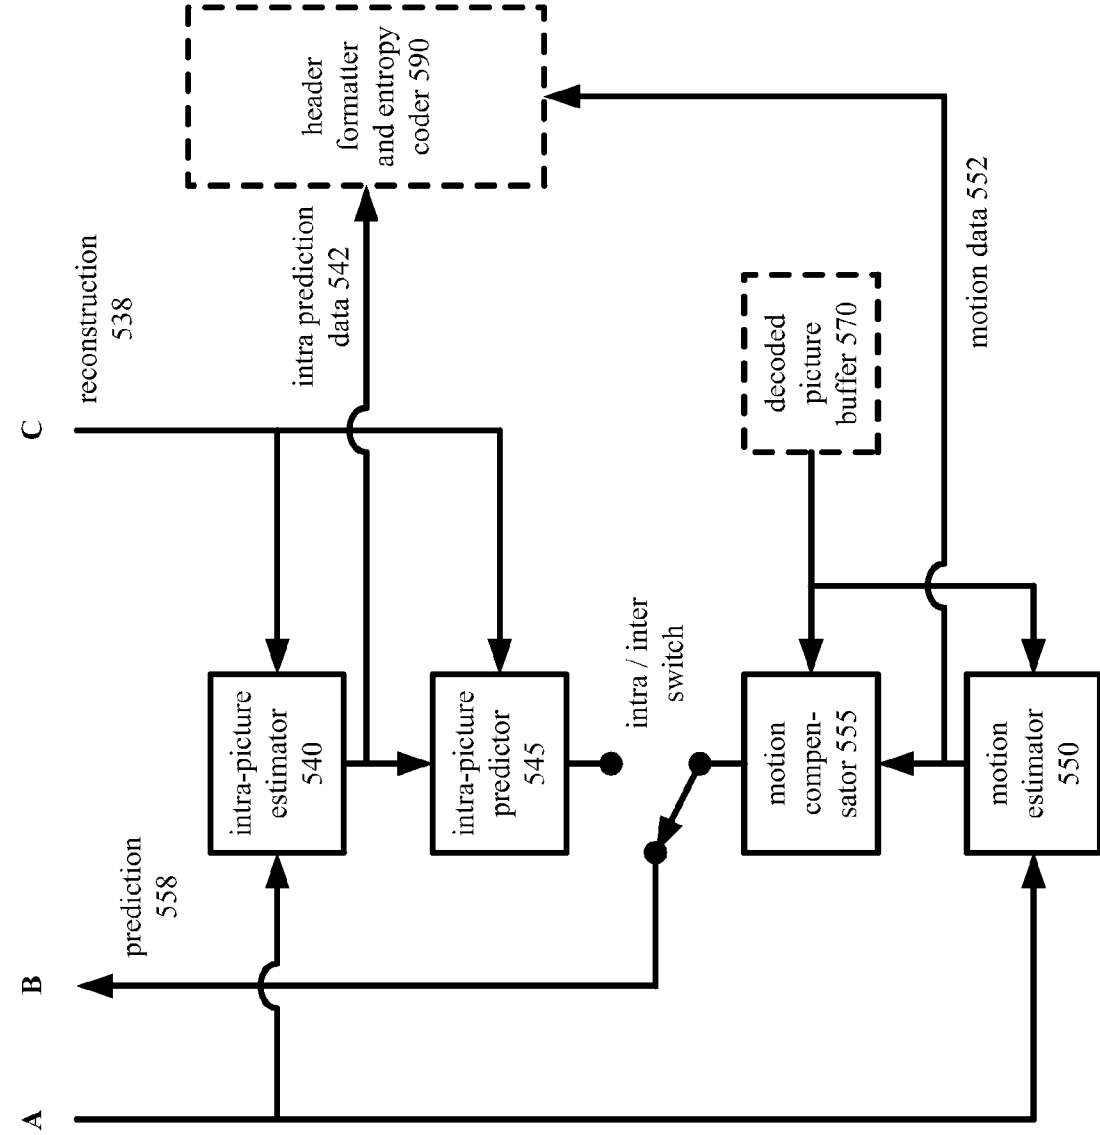 A
B
C
prediction
558
reconstruction
538
intra-picture
estimator
540
intra prediction
data 542
header
formatter
and entropy
coder 590
intra-picture
predictor
545
intra / inter
switch
motion
compen-
sator 555
decoded
picture
buffer 570
motion
estimator
550
motion data 552